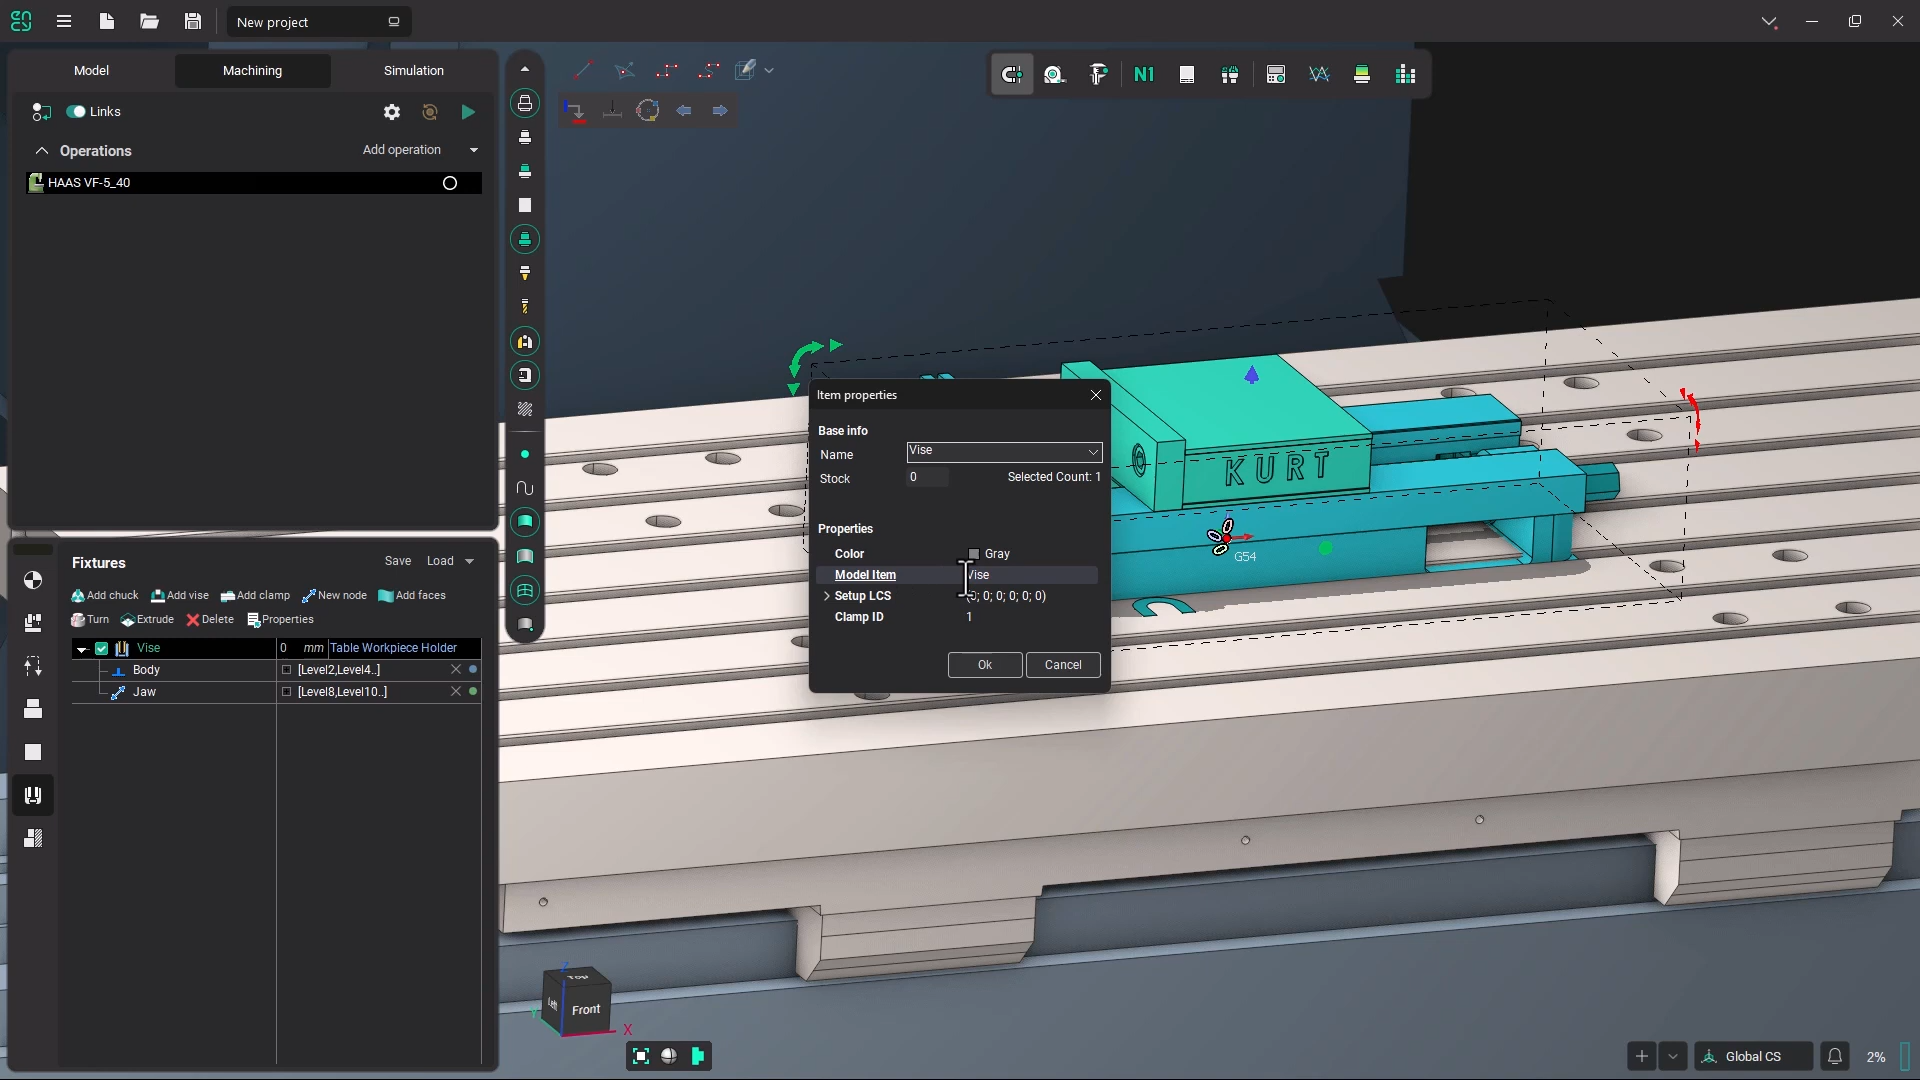 New project
Model
Machining
Simulation
Links
Operations
Add operation
HAAS VF-5_40
N1
Item properties
Base info
Name
Vise
Stock
0
Selected Count: 1
Properties
Color
Gray
Model Item
Vise
Setup LCS
0; 0; 0; 0; 0; 0)
Clamp ID
1
Ok
Cancel
KURT
G54
Fixtures
Save
Load
Add chuck
Add vise
Add clamp
New node
Add faces
Turn
Extrude
Delete
Properties
Vise
0 mm
Table Workpiece Holder
Body
[Level2,Level4..]
Jaw
[Level8,Level10..]
Z
Top
Left
Front
Y
X
Global CS
2%